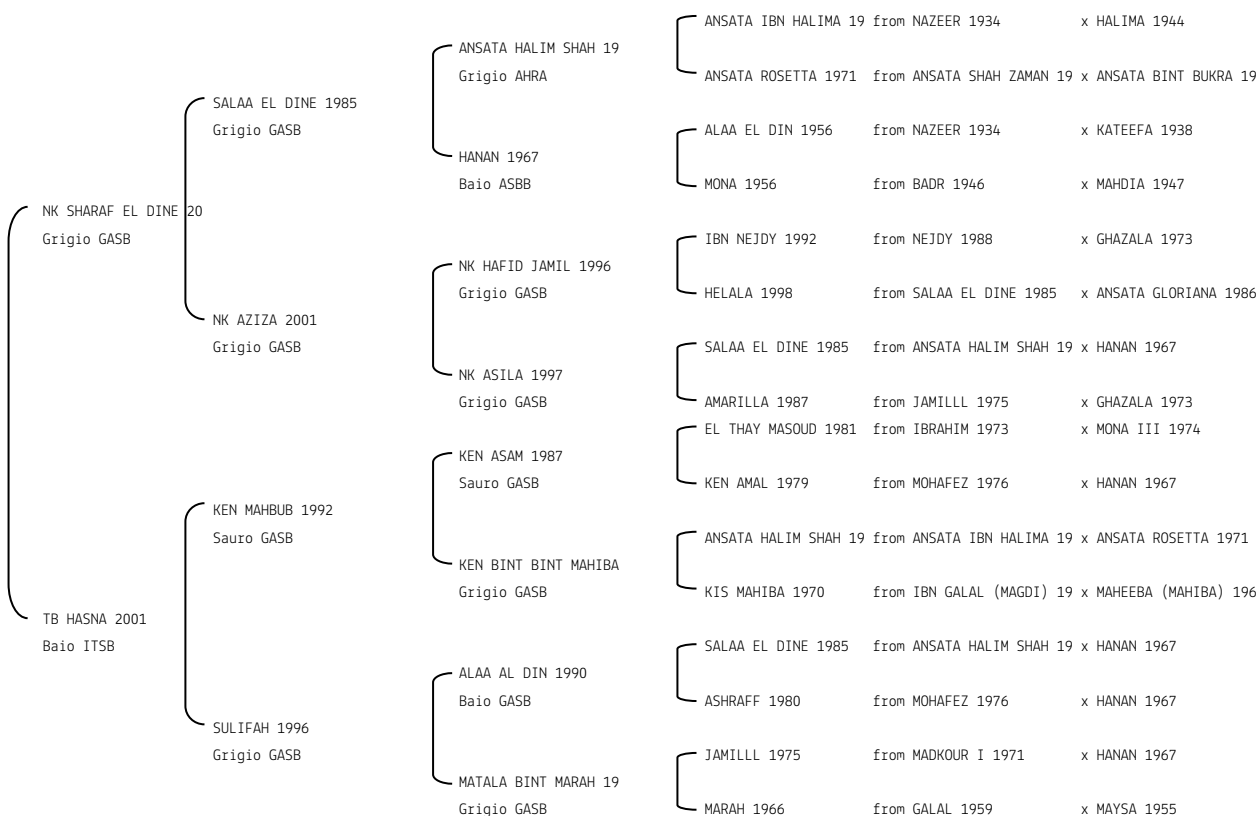 ANSATA IBN HALIMA 19 from NAZEER 1934 x HALIMA 1944
ANSATA HALIM SHAH 19
Grigio AHRA
ANSATA ROSETTA 1971 from ANSATA SHAH ZAMAN 19 x ANSATA BINT BUKRA 19
SALAA EL DINE 1985
Grigio GASB
ALAA EL DIN 1956 from NAZEER 1934 x KATEEFA 1938
HANAN 1967
Baio ASBB
MONA 1956 from BADR 1946 x MAHDIA 1947
NK SHARAF EL DINE 20
Grigio GASB
IBN NEJDY 1992 from NEJDY 1988 x GHAZALA 1973
NK HAFID JAMIL 1996
Grigio GASB
HELALA 1998 from SALAA EL DINE 1985 x ANSATA GLORIANA 1986
NK AZIZA 2001
Grigio GASB
SALAA EL DINE 1985 from ANSATA HALIM SHAH 19 x HANAN 1967
NK ASILA 1997
Grigio GASB
AMARILLA 1987 from JAMILLL 1975 x GHAZALA 1973
EL THAY MASOUD 1981 from IBRAHIM 1973 x MONA III 1974
KEN ASAM 1987
Sauro GASB
KEN AMAL 1979 from MOHAFEZ 1976 x HANAN 1967
KEN MAHBUB 1992
Sauro GASB
ANSATA HALIM SHAH 19 from ANSATA IBN HALIMA 19 x ANSATA ROSETTA 1971
KEN BINT BINT MAHIBA
Grigio GASB
KIS MAHIBA 1970 from IBN GALAL (MAGDI) 19 x MAHEEBA (MAHIBA) 196
TB HASNA 2001
Baio ITSB
SALAA EL DINE 1985 from ANSATA HALIM SHAH 19 x HANAN 1967
ALAA AL DIN 1990
Baio GASB
ASHRAFF 1980 from MOHAFEZ 1976 x HANAN 1967
SULIFAH 1996
Grigio GASB
JAMILLL 1975 from MADKOUR I 1971 x HANAN 1967
MATALA BINT MARAH 19
Grigio GASB
MARAH 1966 from GALAL 1959 x MAYSA 1955